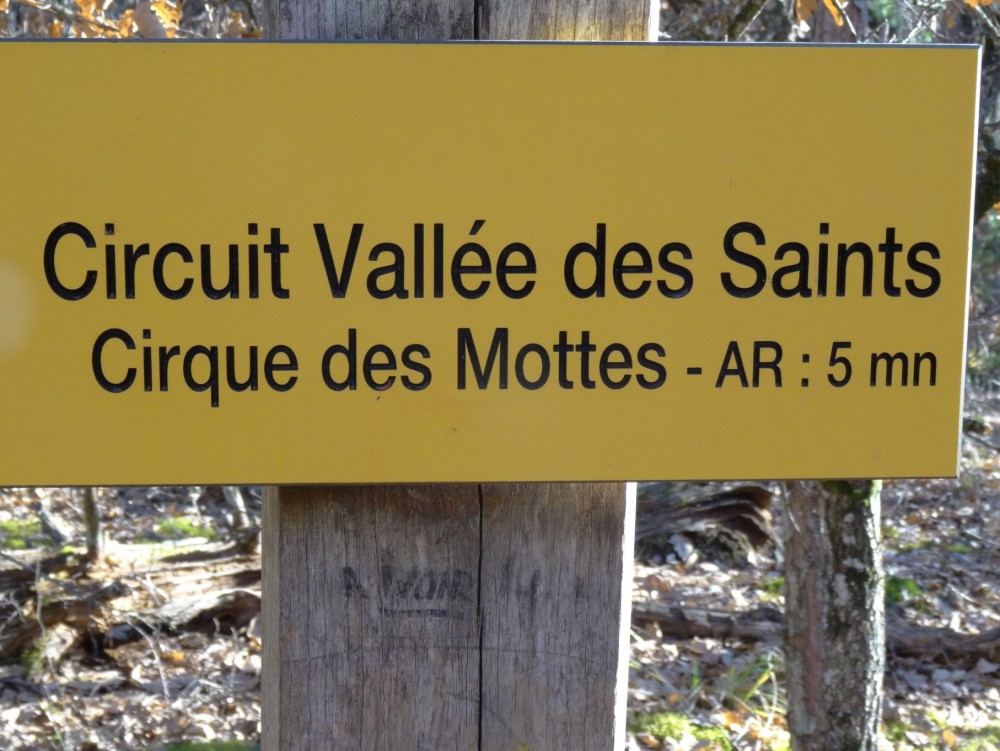 Circuit Vallée des Saints
Cirque des Mottes - AR : 5 mn